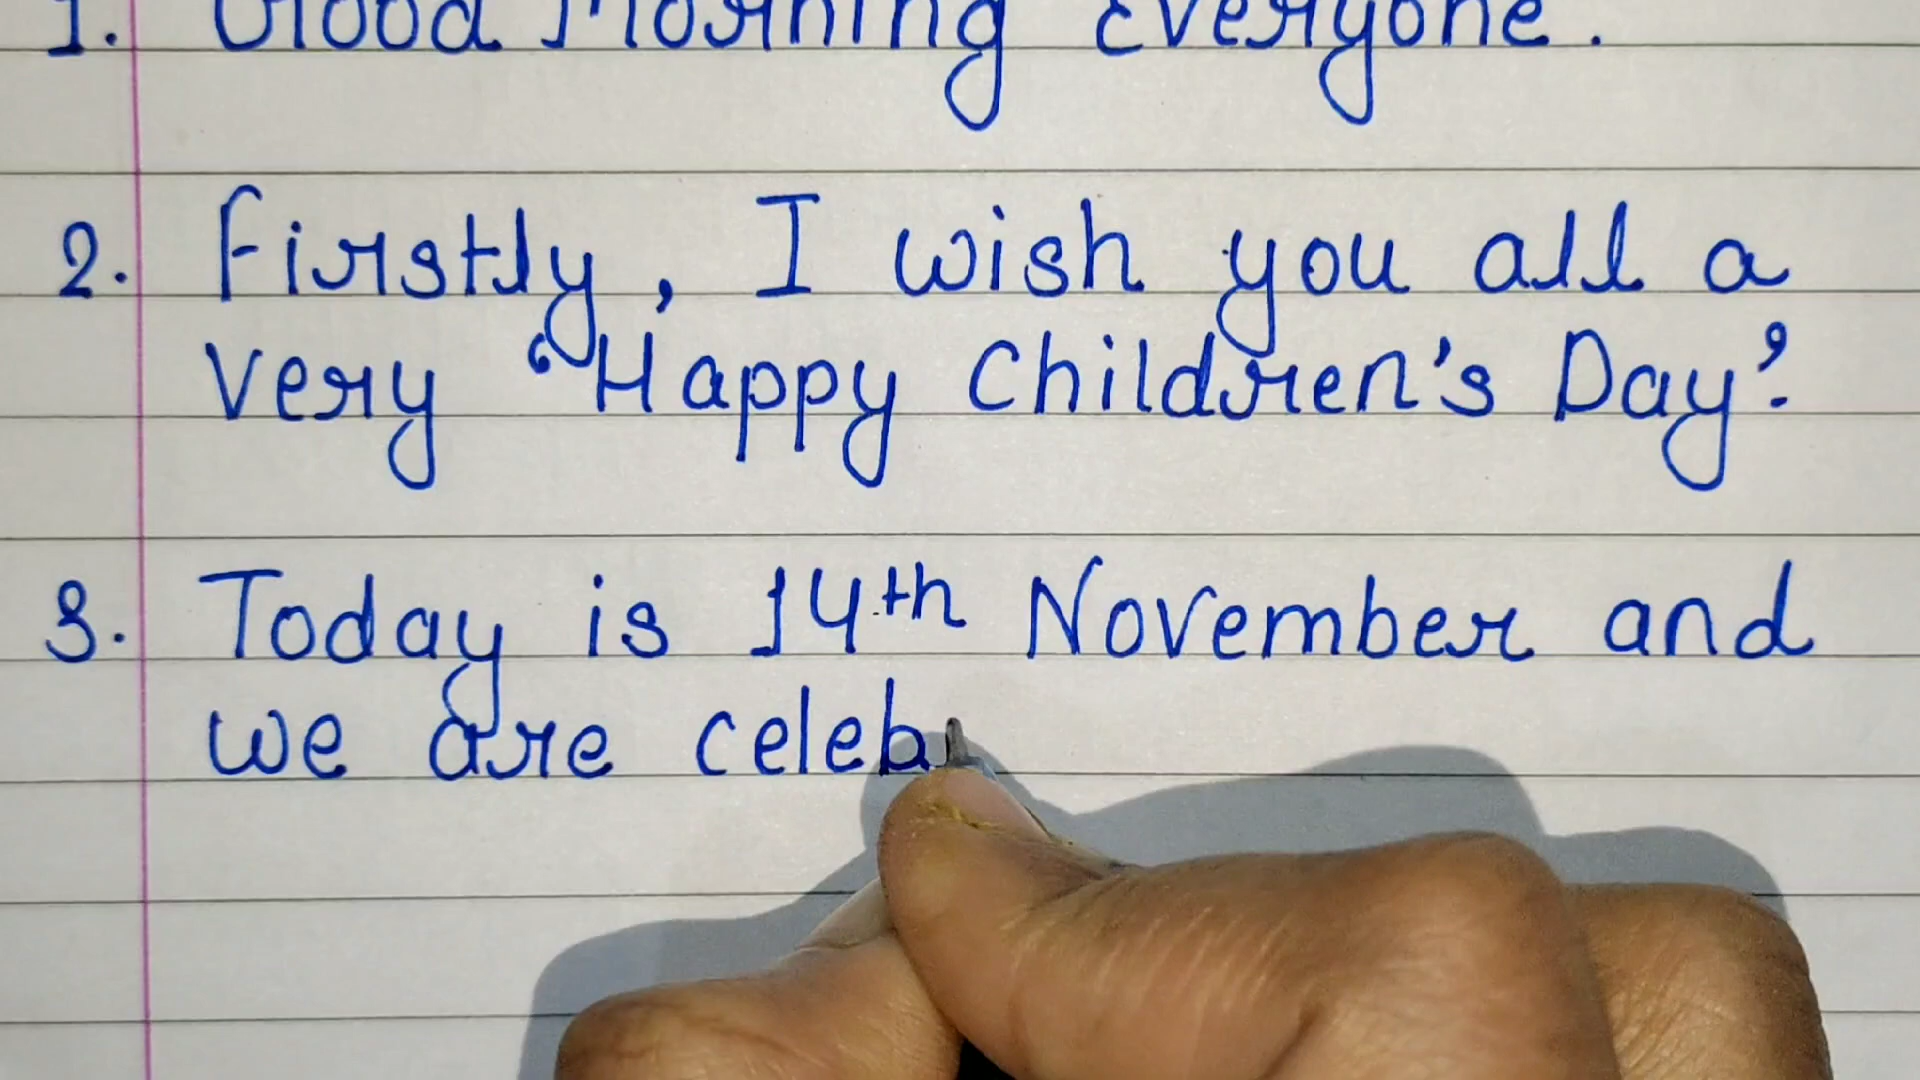 1. Good Morning Everyone.
2. Firstly, I wish you all a
very ‘Happy Children's Day’.
3. Today is 14th November and
we are celeb